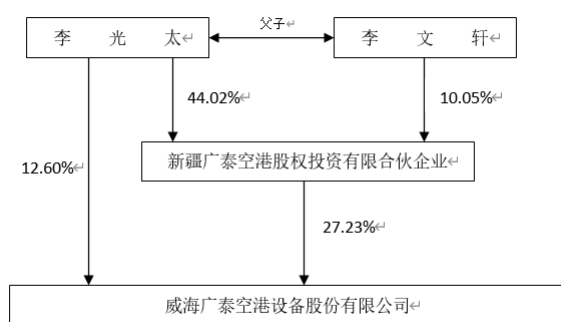 父子
李 光 太
李 文 轩
44.02%
10.05%
12.60%
新疆广泰空港股权投资有限合伙企业
27.23%
威海广泰空港设备股份有限公司